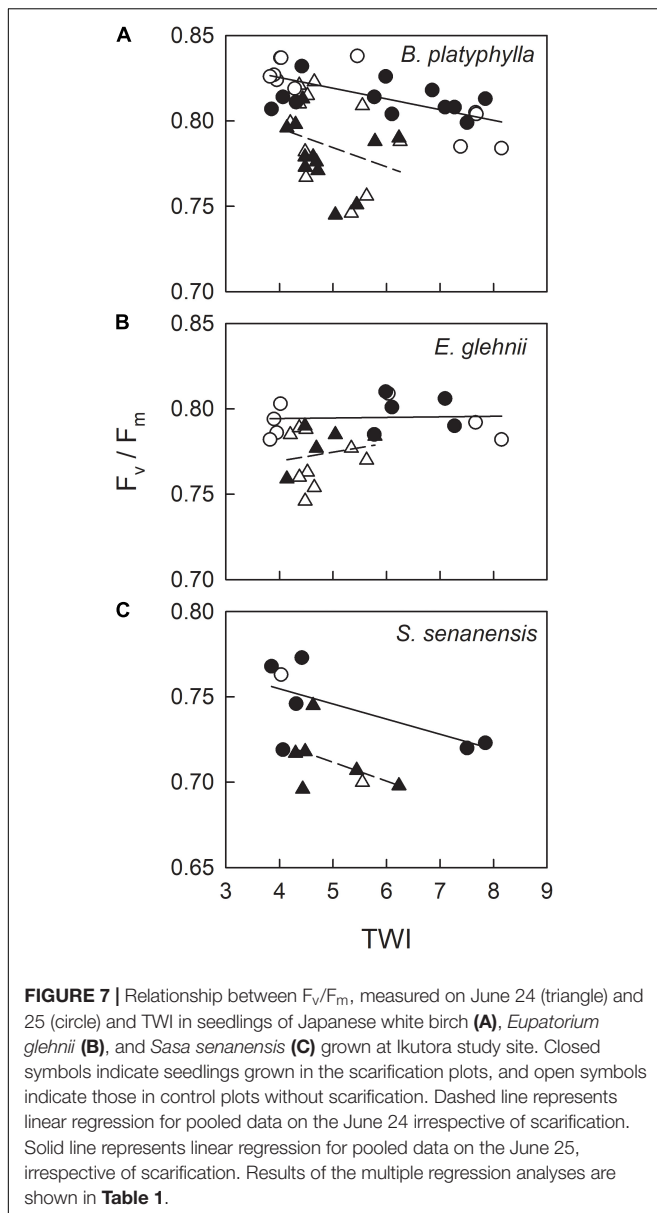 A
B. platyphylla
0.85
0.80
0.75
0.70
B
E. glehnii
0.85
0.80
0.75
0.70
Fv / Fm
C
S. senanensis
0.80
0.75
0.70
0.65
3 4 5 6 7 8 9
TWI
FIGURE 7 | Relationship between Fv/Fm, measured on June 24 (triangle) and
25 (circle) and TWI in seedlings of Japanese white birch (A), Eupatorium
glehnii (B), and Sasa senanensis (C) grown at Ikutora study site. Closed
symbols indicate seedlings grown in the scarification plots, and open symbols
indicate those in control plots without scarification. Dashed line represents
linear regression for pooled data on the June 24 irrespective of scarification.
Solid line represents linear regression for pooled data on the June 25,
irrespective of scarification. Results of the multiple regression analyses are
shown in Table 1.